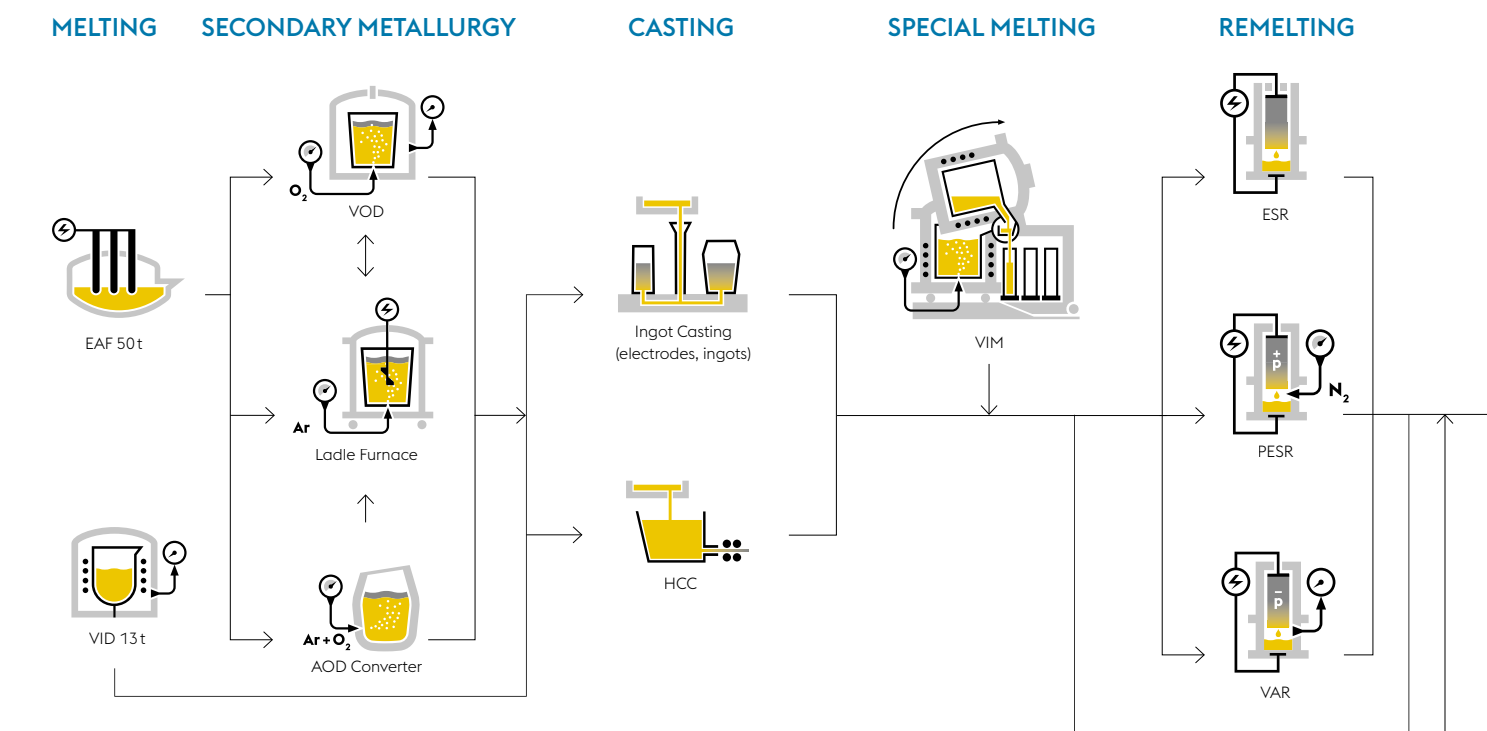 MELTING
SECONDARY METALLURGY
CASTING
SPECIAL MELTING
REMELTING
O₂
VOD
EAF 50 t
Ar
Ladle Furnace
VID 13 t
Ar + O₂
AOD Converter
Ingot Casting
(electrodes, ingots)
HCC
VIM
ESR
+
P
N₂
PESR
–
P
VAR